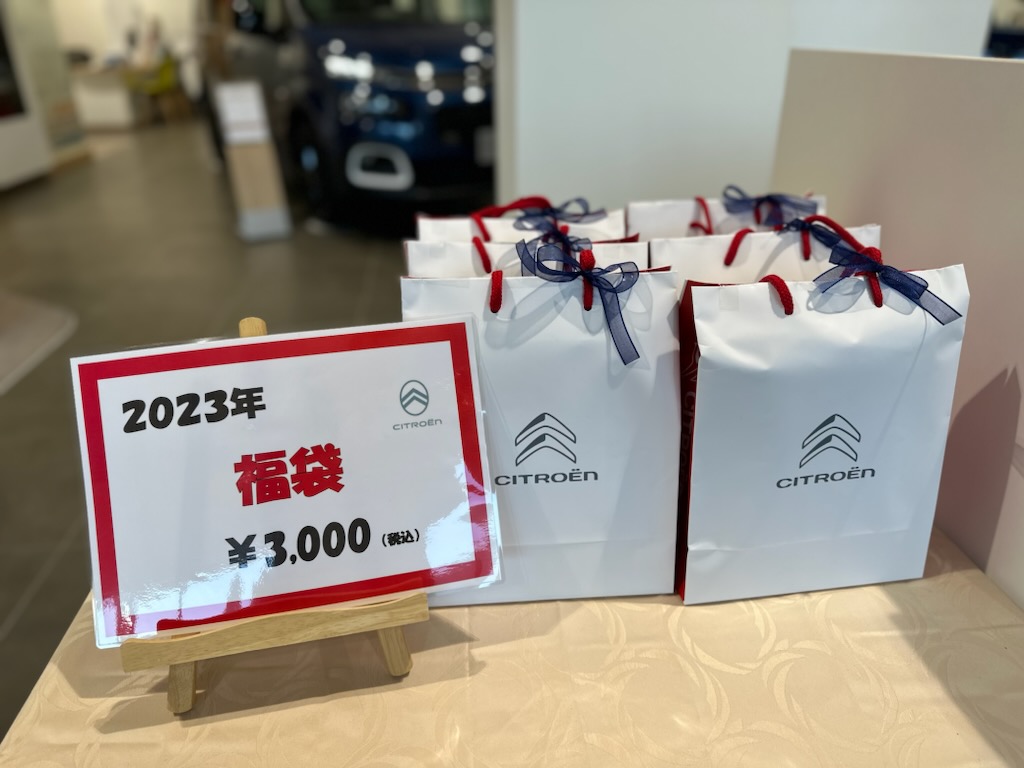 2023年
CITROËN
福袋
¥3,000(税込)
CITROËN
CITROËN